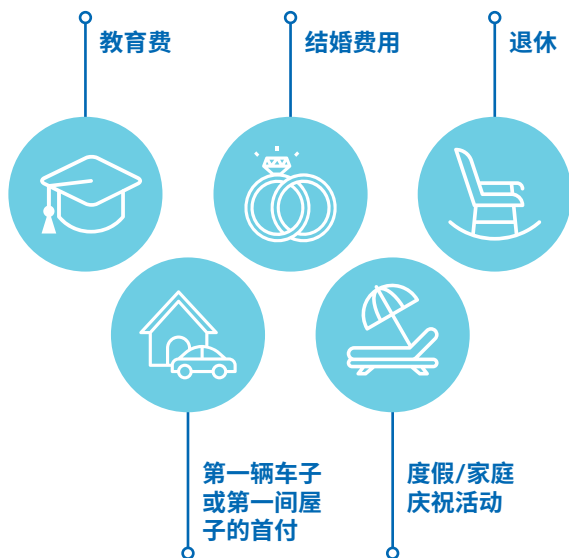 教育费
结婚费用
退休
第一辆车子
或第一间屋
子的首付
度假/家庭
庆祝活动